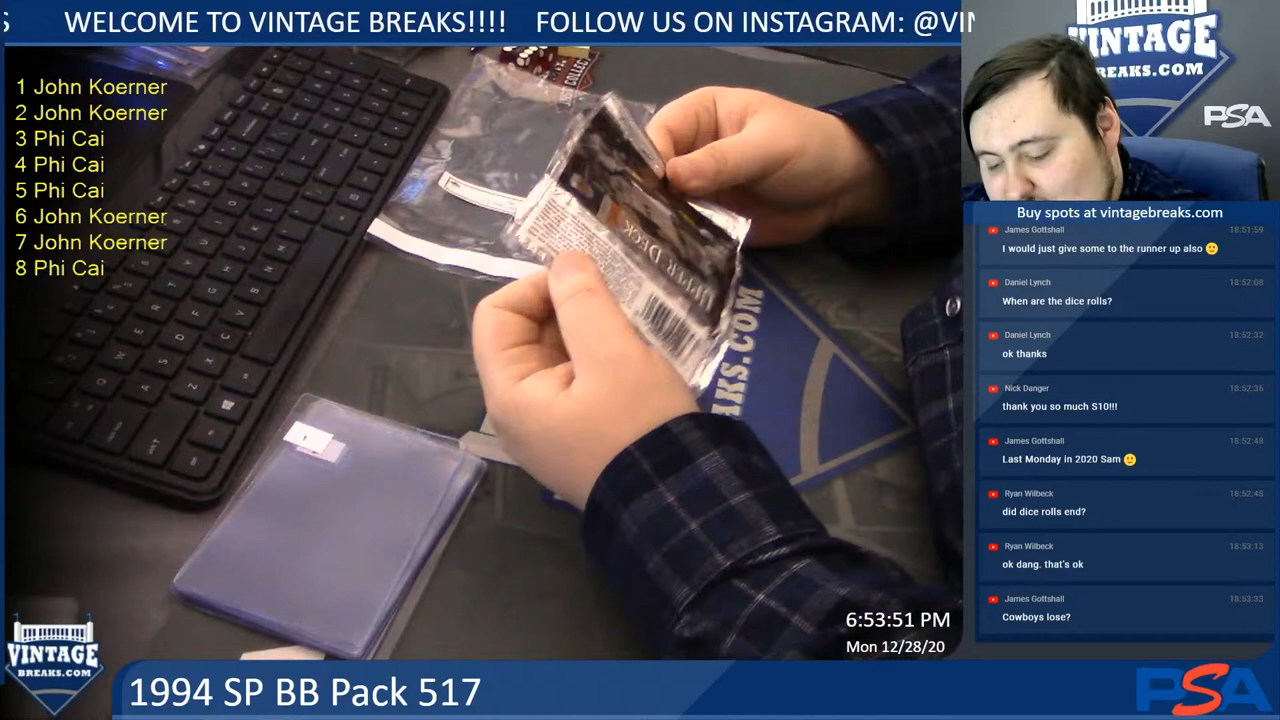 WELCOME TO VINTAGE BREAKS!!!! FOLLOW US ON INSTAGRAM: @VIN
1 John Koerner
2 John Koerner
3 Phi Cai
4 Phi Cai
5 Phi Cai
6 John Koerner
7 John Koerner
8 Phi Cai
VINTAGE
BREAKS.COM
PSA
Buy spots at vintagebreaks.com
James Gottshall 18:51:59
I would just give some to the runner up also 🙂
Daniel Lynch 18:52:08
When are the dice rolls?
Daniel Lynch 18:52:32
ok thanks
Nick Danger 18:52:36
thank you so much S10!!!
James Gottshall 18:52:48
Last Monday in 2020 Sam 🙂
Ryan Wilbeck 18:52:48
did dice rolls end?
Ryan Wilbeck 18:53:13
ok dang. that's ok
James Gottshall 18:53:33
Cowboys lose?
UPPER DECK
AKS.COM
1
6:53:51 PM
Mon 12/28/20
VINTAGE
BREAKS.COM
1994 SP BB Pack 517
PSA